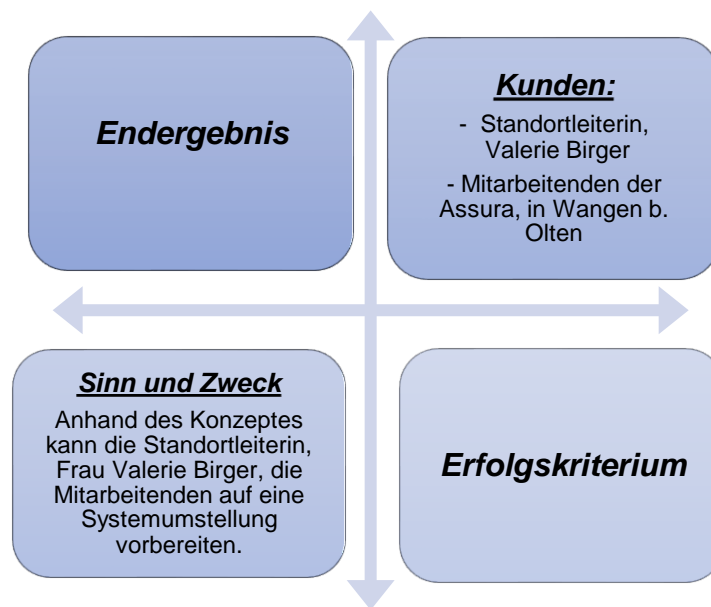 Endergebnis
Kunden:
- Standortleiterin,
Valerie Birger
- Mitarbeitenden der
Assura, in Wangen b.
Olten
Sinn und Zweck
Anhand des Konzeptes
kann die Standortleiterin,
Frau Valerie Birger, die
Mitarbeitenden auf eine
Systemumstellung
vorbereiten.
Erfolgskriterium